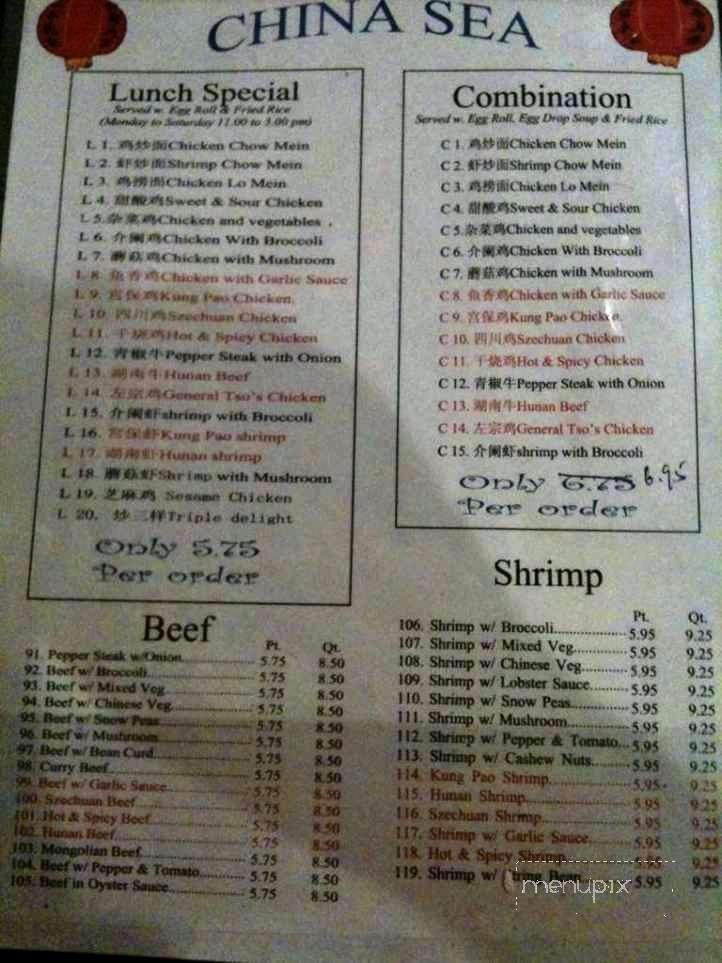 CHINA SEA
Lunch Special
Served w. Egg Roll & Fried Rice
(Monday to Saturday 11.00 to 3.00 pm)
L 1. 鸡炒面Chicken Chow Mein
L 2. 虾炒面Shrimp Chow Mein
L 3. 鸡捞面Chicken Lo Mein
L 4. 甜酸鸡Sweet & Sour Chicken
L 5.杂菜鸡Chicken and vegetables .
L 6. 介阑鸡Chicken With Broccoli
L 7. 蘑菇鸡Chicken with Mushroom
L 8. 鱼香鸡Chicken with Garlic Sauce
L 9. 宫保鸡Kung Pao Chicken.
L 10. 四川鸡Szechuan Chicken
L 11. 干烧鸡Hot & Spicy Chicken
L 12. 青椒牛Pepper Steak with Onion
L 13. 湖南牛Hunan Beef
L 14. 左宗鸡General Tso's Chicken
L 15. 介阑虾shrimp with Broccoli
L 16. 宫保虾Kung Pao shrimp
L 17. 湖南虾Hunan shrimp
L 18. 蘑菇虾Shrimp with Mushroom
L 19. 芝麻鸡 Sesame Chicken
L 20. 炒三样Triple delight
Only 5.75
Per order
Combination
Served w. Egg Roll, Egg Drop Soup & Fried Rice
C 1. 鸡炒面Chicken Chow Mein
C 2. 虾炒面Shrimp Chow Mein
C 3. 鸡捞面Chicken Lo Mein
C 4. 甜酸鸡Sweet & Sour Chicken
C 5.杂菜鸡Chicken and vegetables
C 6. 介阑鸡Chicken With Broccoli
C 7. 蘑菇鸡Chicken with Mushroom
C 8. 鱼香鸡Chicken with Garlic Sauce
C 9. 宫保鸡Kung Pao Chicken.
C 10. 四川鸡Szechuan Chicken
C 11. 干烧鸡Hot & Spicy Chicken
C 12. 青椒牛Pepper Steak with Onion
C 13. 湖南牛Hunan Beef
C 14. 左宗鸡General Tso's Chicken
C 15. 介阑虾shrimp with Broccoli
Only 6.75 6.95
Per order
Beef
Pt. Qt.
91. Pepper Steak w/Onion 5.75 8.50
92. Beef w/ Broccoli 5.75 8.50
93. Beef w/ Mixed Veg 5.75 8.50
94. Beef w/ Chinese Veg 5.75 8.50
95. Beef w/ Snow Peas 5.75 8.50
96. Beef w/ Mushroom 5.75 8.50
97. Beef w/ Bean Curd 5.75 8.50
98. Curry Beef 5.75 8.50
99. Beef w/ Garlic Sauce 5.75 8.50
100. Szechuan Beef 5.75 8.50
101. Hot & Spicy Beef 5.75 8.50
102. Hunan Beef 5.75 8.50
103. Mongolian Beef 5.75 8.50
104. Beef w/ Pepper & Tomato 5.75 8.50
105. Beef in Oyster Sauce 5.75 8.50
Shrimp
Pt. Qt.
106. Shrimp w/ Broccoli 5.95 9.25
107. Shrimp w/ Mixed Veg 5.95 9.25
108. Shrimp w/ Chinese Veg 5.95 9.25
109. Shrimp w/ Lobster Sauce 5.95 9.25
110. Shrimp w/ Snow Peas 5.95 9.25
111. Shrimp w/ Mushroom 5.95 9.25
112. Shrimp w/ Pepper & Tomato 5.95 9.25
113. Shrimp w/ Cashew Nuts 5.95 9.25
114. Kung Pao Shrimp 5.95 9.25
115. Hunan Shrimp 5.95 9.25
116. Szechuan Shrimp 5.95 9.25
117. Shrimp w/ Garlic Sauce 5.95 9.25
118. Hot & Spicy Shrimp 9.25
119. Shrimp w/ String Bean 5.95 9.25
menupix